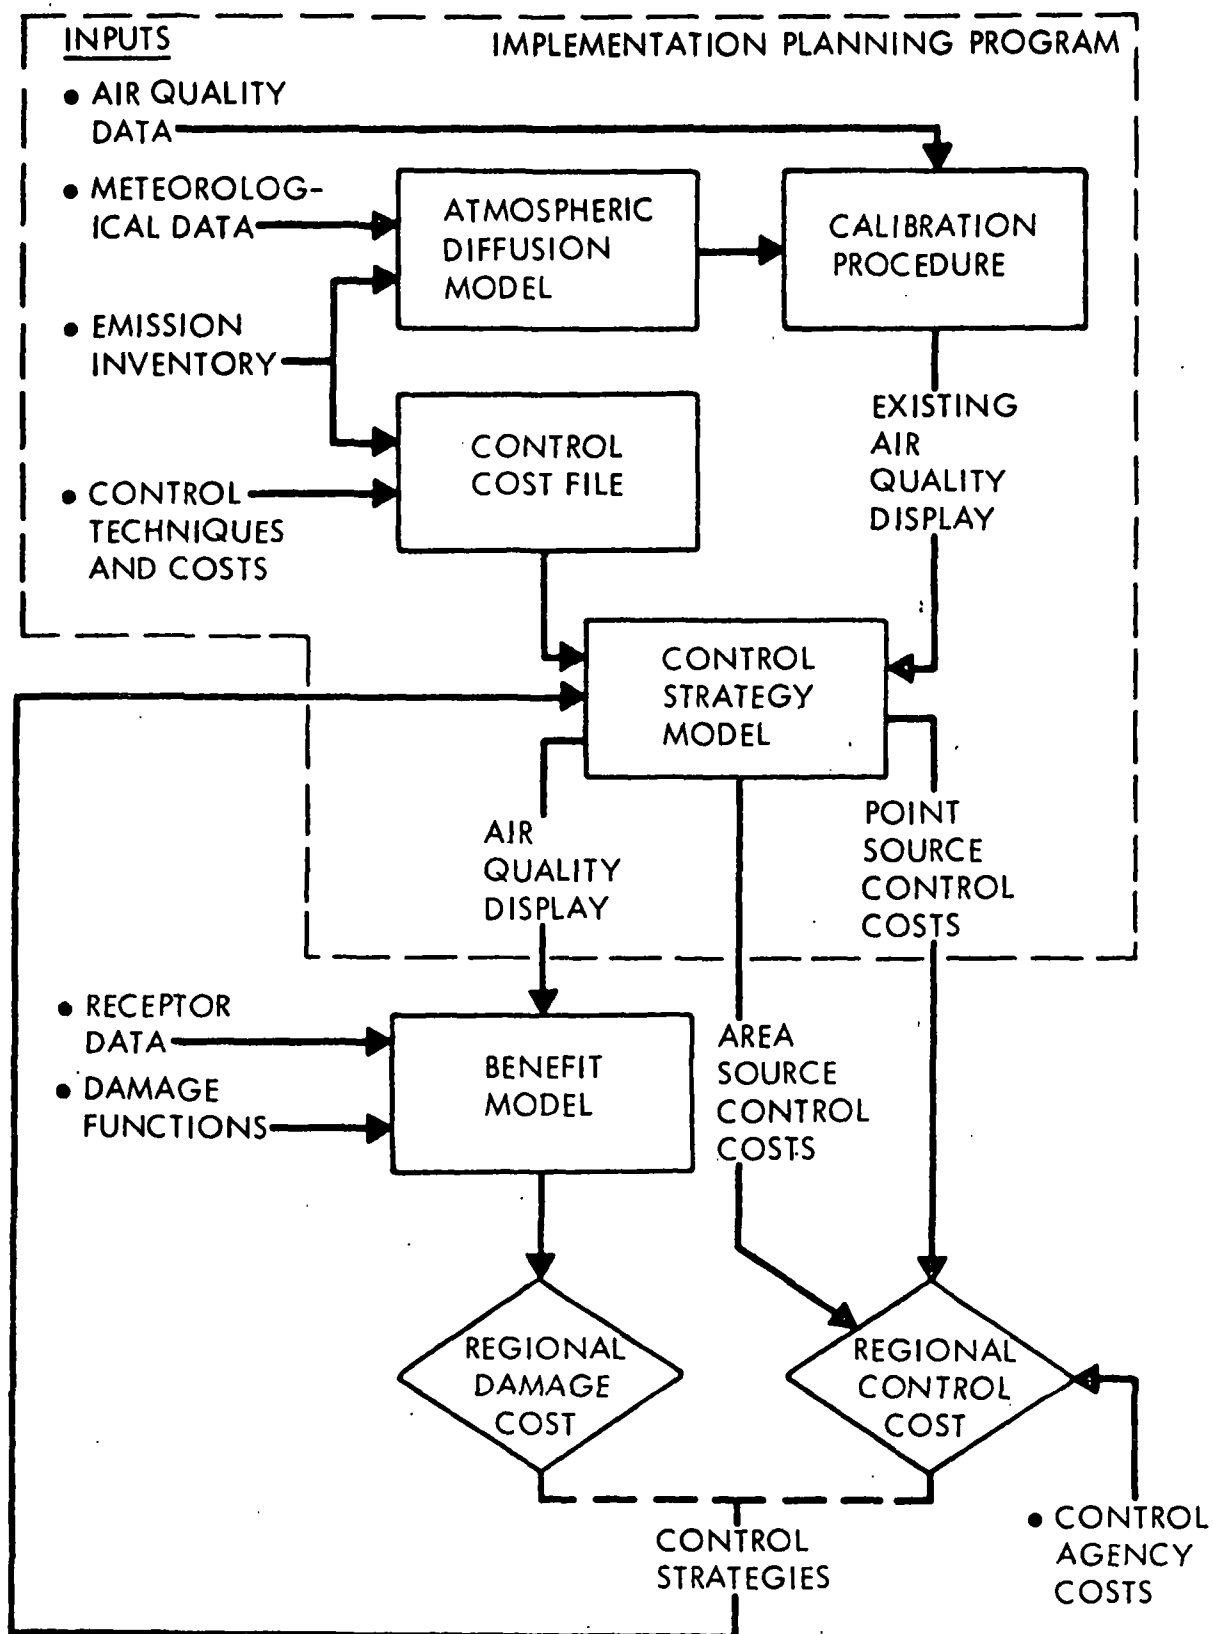 INPUTS
IMPLEMENTATION PLANNING PROGRAM
• AIR QUALITY
DATA
• METEOROLOG-
ICAL DATA
ATMOSPHERIC
DIFFUSION
MODEL
CALIBRATION
PROCEDURE
• EMISSION
INVENTORY
CONTROL
COST FILE
EXISTING
AIR
QUALITY
DISPLAY
• CONTROL
TECHNIQUES
AND COSTS
CONTROL
STRATEGY
MODEL
AIR
QUALITY
DISPLAY
POINT
SOURCE
CONTROL
COSTS
• RECEPTOR
DATA
• DAMAGE
FUNCTIONS
BENEFIT
MODEL
AREA
SOURCE
CONTROL
COSTS
REGIONAL
DAMAGE
COST
REGIONAL
CONTROL
COST
CONTROL
STRATEGIES
• CONTROL
AGENCY
COSTS